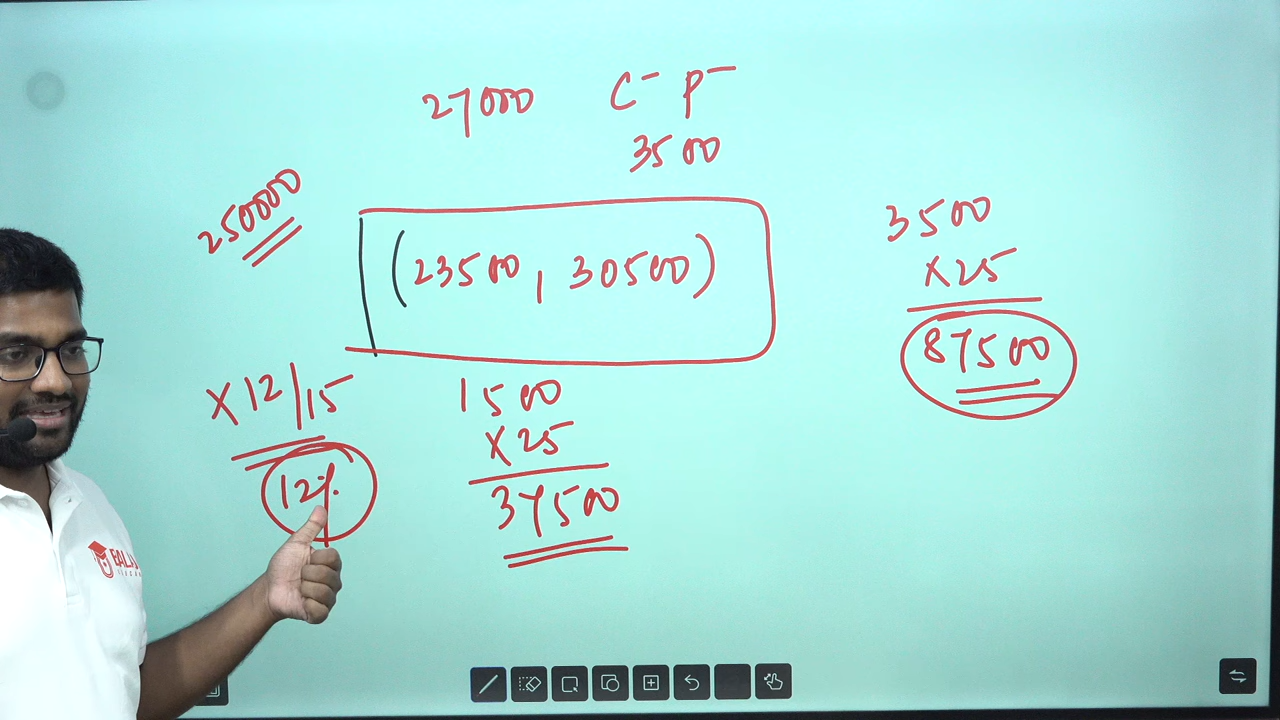 27000 C⁻ P⁻
3500
250000
(23500, 30500)
3500
X25
87500
X12/15
12%
1500
X25
37500